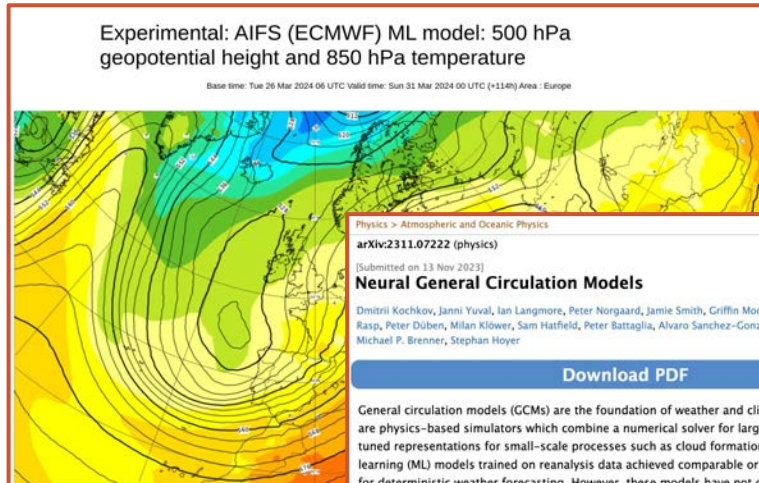 Experimental: AIFS (ECMWF) ML model: 500 hPa
geopotential height and 850 hPa temperature
Base time: Tue 26 Mar 2024 06 UTC Valid time: Sun 31 Mar 2024 00 UTC (+114h) Area : Europe
Physics > Atmospheric and Oceanic Physics
arXiv:2311.07222 (physics)
[Submitted on 13 Nov 2023]
Neural General Circulation Models
Dmitrii Kochkov, Janni Yuval, Ian Langmore, Peter Norgaard, Jamie Smith, Griffin
Rasp, Peter Düben, Milan Klöwer, Sam Hatfield, Peter Battaglia, Alvaro
Michael P. Brenner, Stephan Hoyer
Download PDF
General circulation models (GCMs) are the foundation of weather and
are physics-based simulators which combine a numerical solver for
tuned representations for small-scale processes such as cloud
learning (ML) models trained on reanalysis data achieved comparable or
for deterministic weather forecasting. However, these models have not